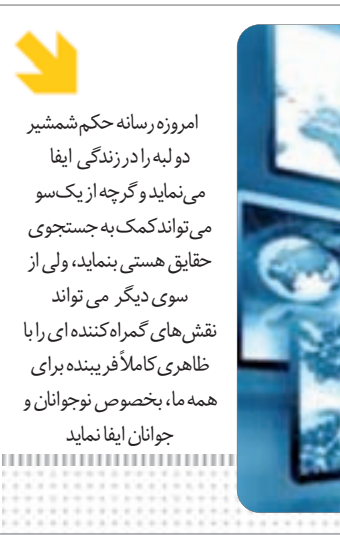 امروزه رسانه حکم شمشیر
دو لبه را در زندگی ایفا
می‌نماید و گرچه از یک‌سو
می‌تواند کمک به جستجوی
حقایق هستی بنماید، ولی از
سوی دیگر می تواند
نقش‌های گمراه کننده ای را با
ظاهری کاملاً فریبنده برای
همه ما، بخصوص نوجوانان و
جوانان ایفا نماید